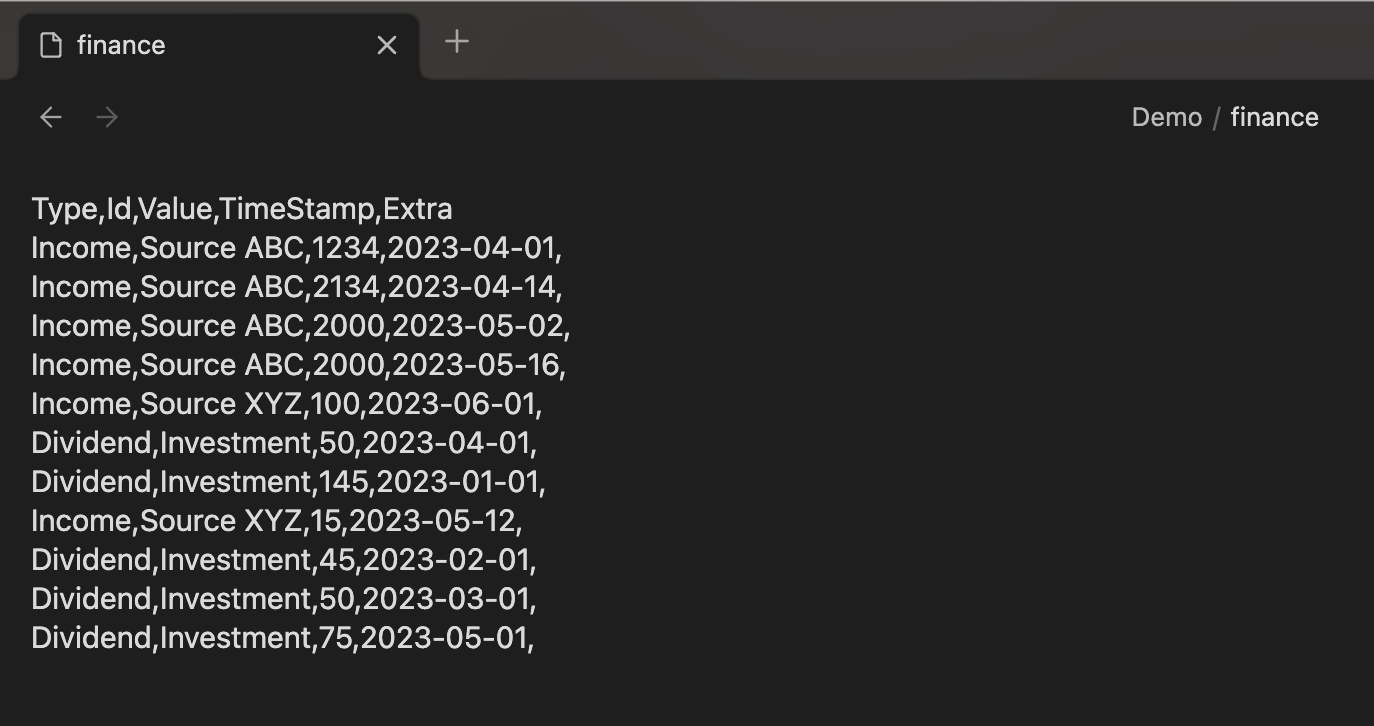 finance
Demo / finance
Type,Id,Value,TimeStamp,Extra
Income,Source ABC,1234,2023-04-01,
Income,Source ABC,2134,2023-04-14,
Income,Source ABC,2000,2023-05-02,
Income,Source ABC,2000,2023-05-16,
Income,Source XYZ,100,2023-06-01,
Dividend,Investment,50,2023-04-01,
Dividend,Investment,145,2023-01-01,
Income,Source XYZ,15,2023-05-12,
Dividend,Investment,45,2023-02-01,
Dividend,Investment,50,2023-03-01,
Dividend,Investment,75,2023-05-01,